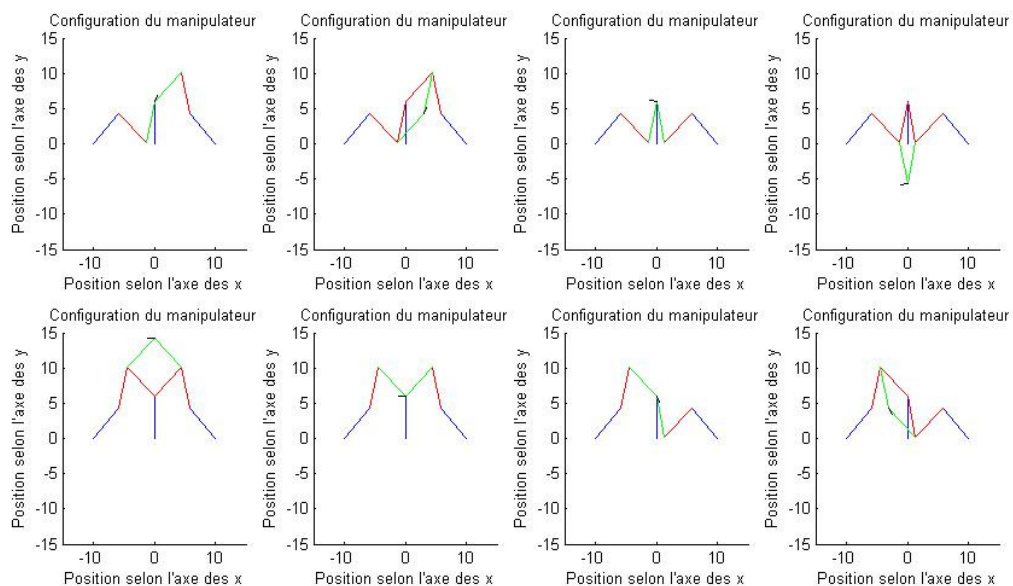 Configuration du manipulateur Configuration du manipulateur Configuration du manipulateur Configuration du manipulateur
Position selon l'axe des y Position selon l'axe des y Position selon l'axe des y Position selon l'axe des y
15 15 15 15
10 10 10 10
5 5 5 5
0 0 0 0
-5 -5 -5 -5
-10 -10 -10 -10
-15 -15 -15 -15
-10 0 10 -10 0 10 -10 0 10 -10 0 10
Position selon l'axe des x Position selon l'axe des x Position selon l'axe des x Position selon l'axe des x
Configuration du manipulateur Configuration du manipulateur Configuration du manipulateur Configuration du manipulateur
Position selon l'axe des y Position selon l'axe des y Position selon l'axe des y Position selon l'axe des y
15 15 15 15
10 10 10 10
5 5 5 5
0 0 0 0
-5 -5 -5 -5
-10 -10 -10 -10
-15 -15 -15 -15
-10 0 10 -10 0 10 -10 0 10 -10 0 10
Position selon l'axe des x Position selon l'axe des x Position selon l'axe des x Position selon l'axe des x